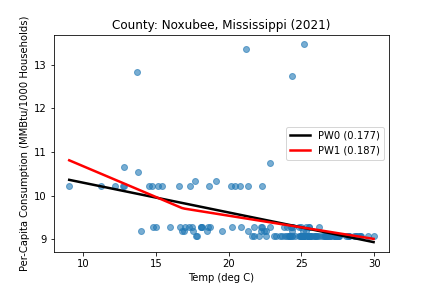 County: Noxubee, Mississippi (2021)
Per-Capita Consumption (MMBtu/1000 Households)
13
12
11
10
9
PW0 (0.177)
PW1 (0.187)
10
15
20
25
30
Temp (deg C)